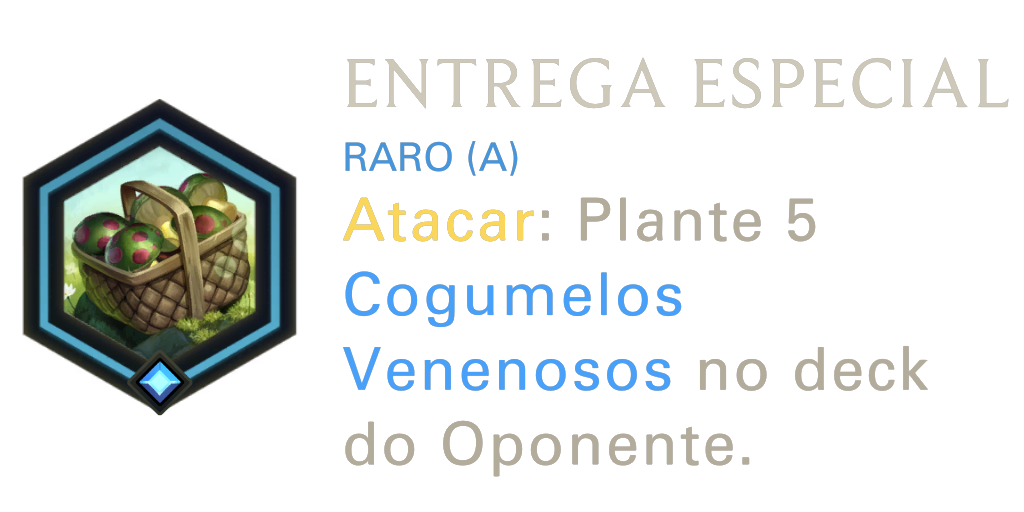 ENTREGA ESPECIAL
RARO (A)
Atacar: Plante 5
Cogumelos
Venenosos no deck
do Oponente.